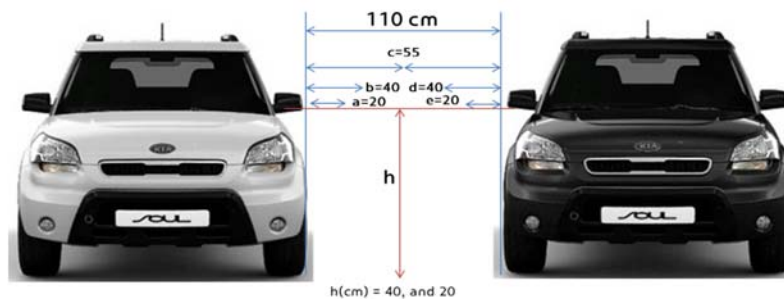 110 cm
c=55
b=40 d=40
a=20 e=20
h
KIA KIA
SOUL SOUL
h(cm) = 40, and 20